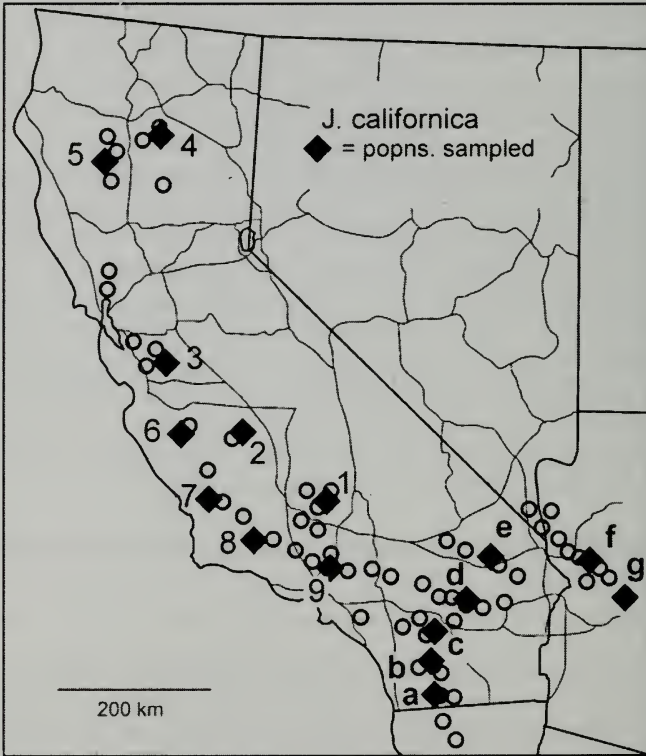 J. californica
◆ = popns. sampled
4
5
3
6
2
7
1
8
e
f
9
d
g
c
b
a
200 km